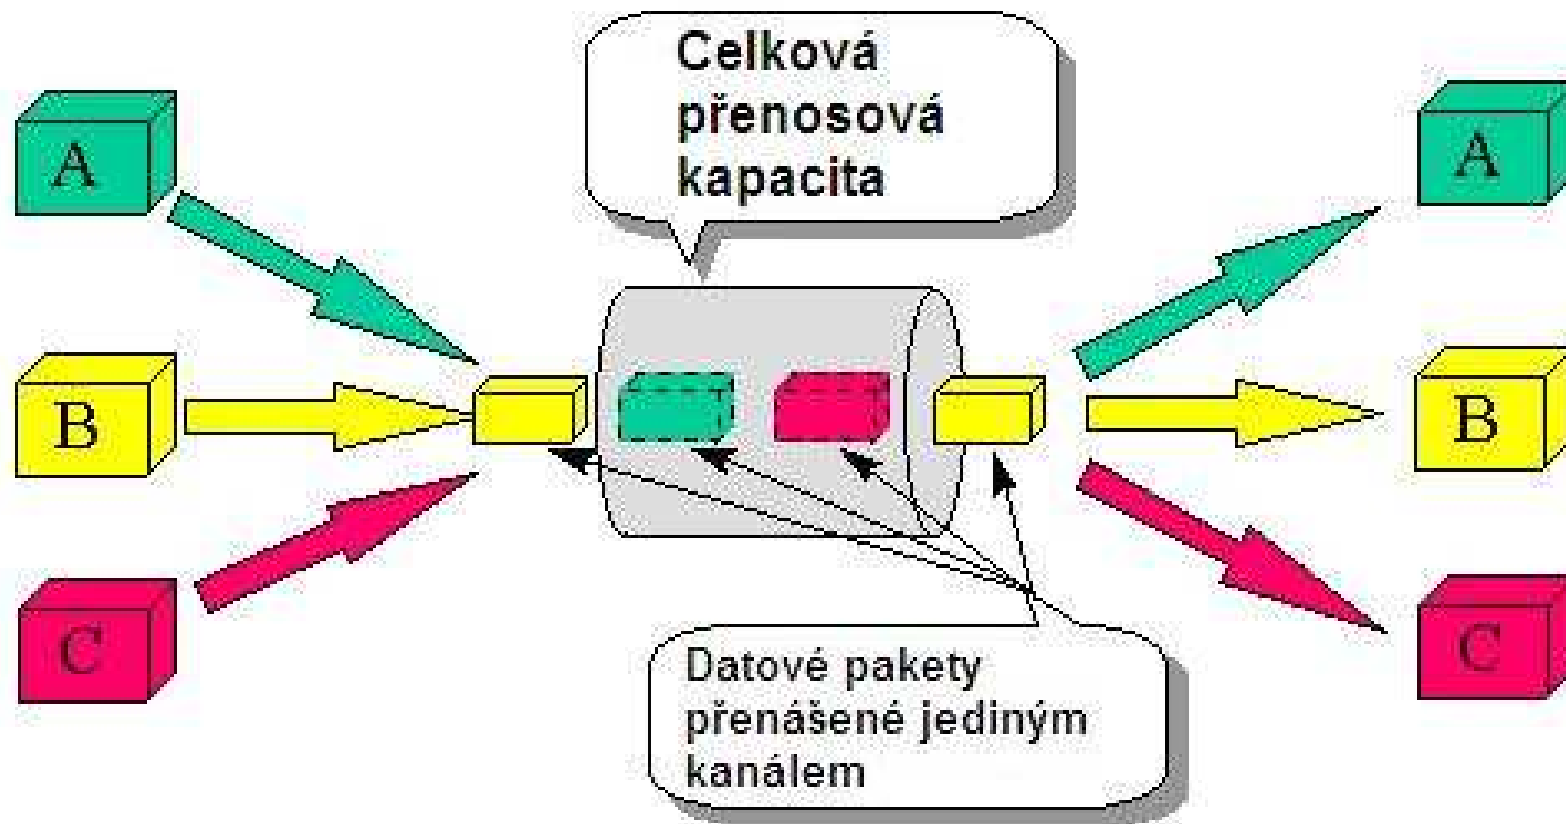 Celková
přenosová
kapacita
A
A
B
B
C
C
Datové pakety
přenášené jediným
kanálem